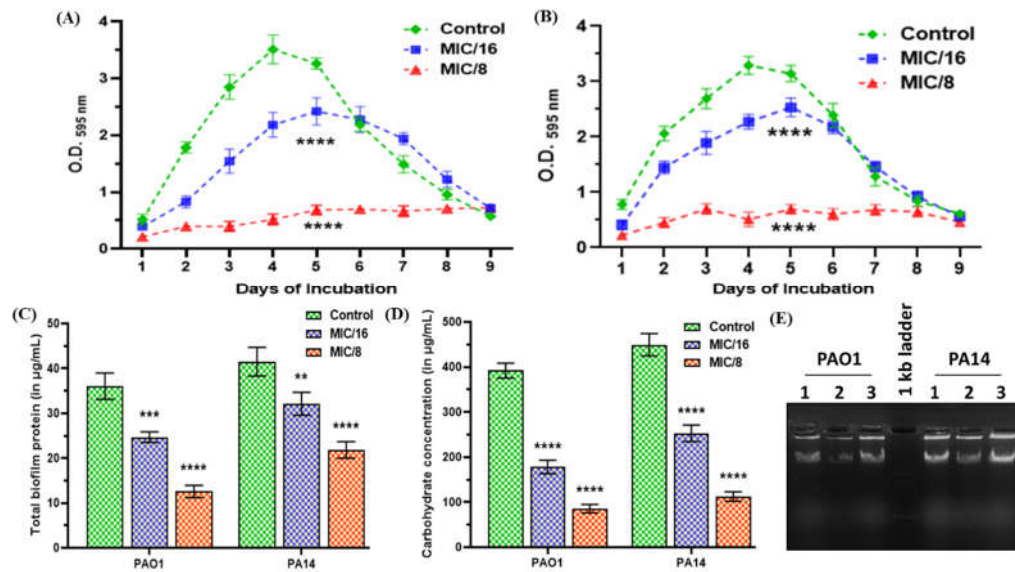 (A)
Control
MIC/16
MIC/8
O.D. 595 nm
4
3
2
1
0
****
****
1 2 3 4 5 6 7 8 9
Days of Incubation
(B)
Control
MIC/16
MIC/8
O.D. 595 nm
4
3
2
1
0
****
****
1 2 3 4 5 6 7 8 9
Days of Incubation
(C)
Control
MIC/16
MIC/8
Total biofilm protein (in µg/mL)
50
40
30
20
10
0
***
****
**
****
PAO1 PA14
(D)
Control
MIC/16
MIC/8
Carbohydrate concentration (in µg/mL)
500
400
300
200
100
0
****
****
****
****
PAO1 PA14
(E)
PAO1 1 kb ladder PA14
1 2 3 1 2 3